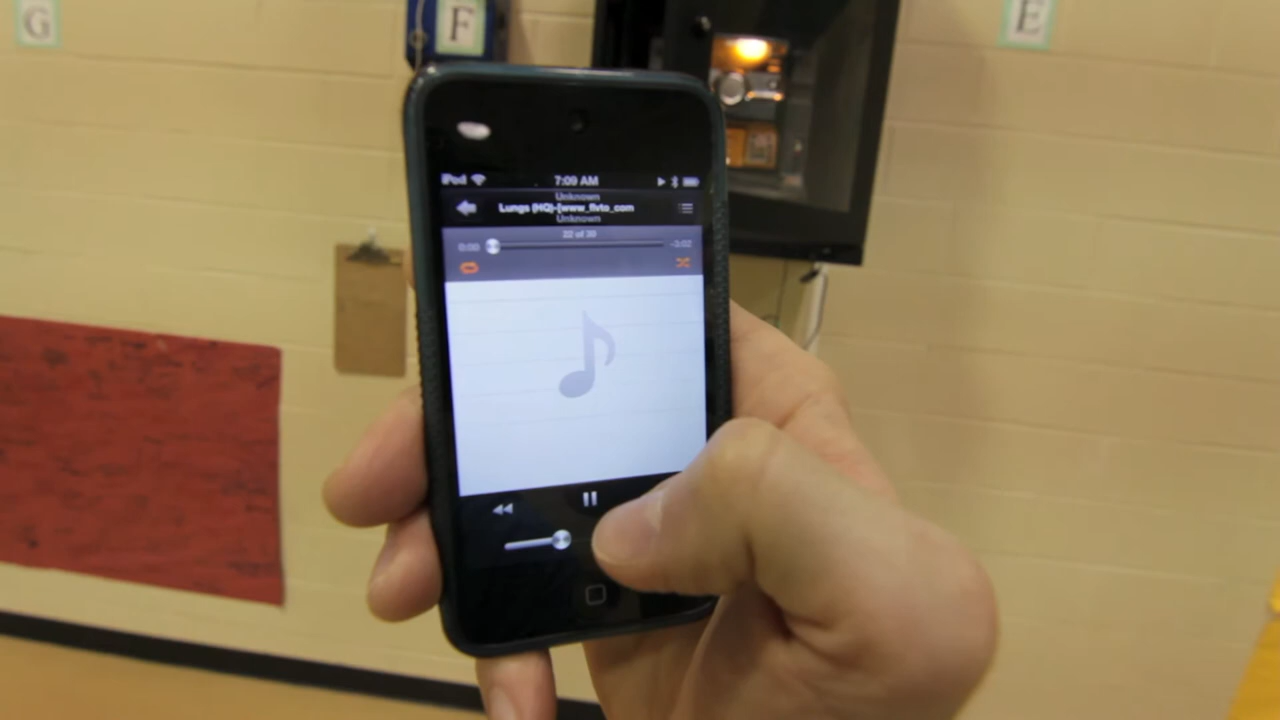 G
F
E
iPod
7:09 AM
Unknown
Lungs (HQ)-[www_flvto_com
Unknown
22 of 30
0:00
-3:02